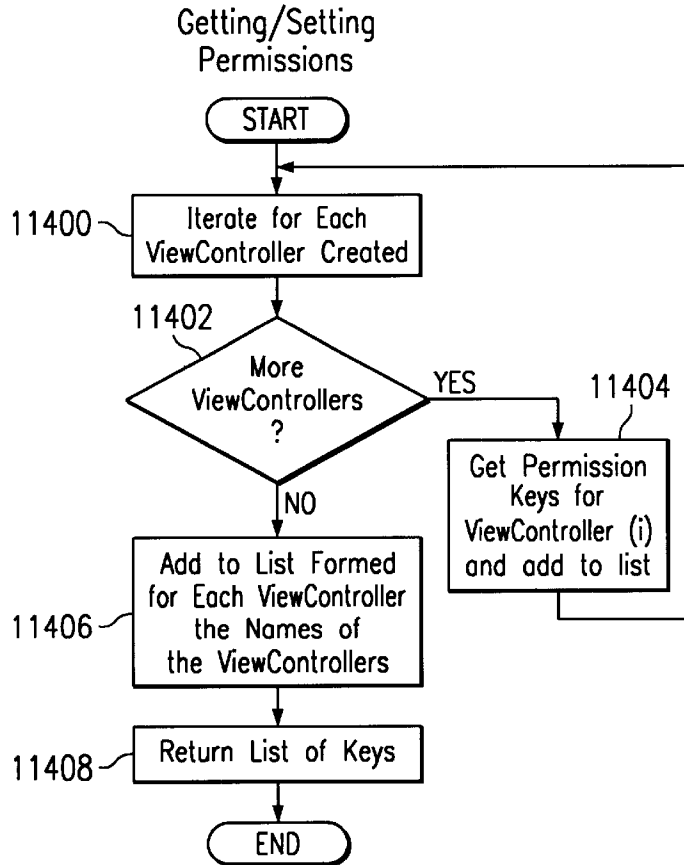 Getting/Setting
Permissions
START
11400
Iterate for Each
ViewController Created
11402
More
ViewControllers
?
YES
11404
Get Permission
Keys for
ViewController (i)
and add to list
NO
11406
Add to List Formed
for Each ViewController
the Names of
the ViewControllers
11408
Return List of Keys
END